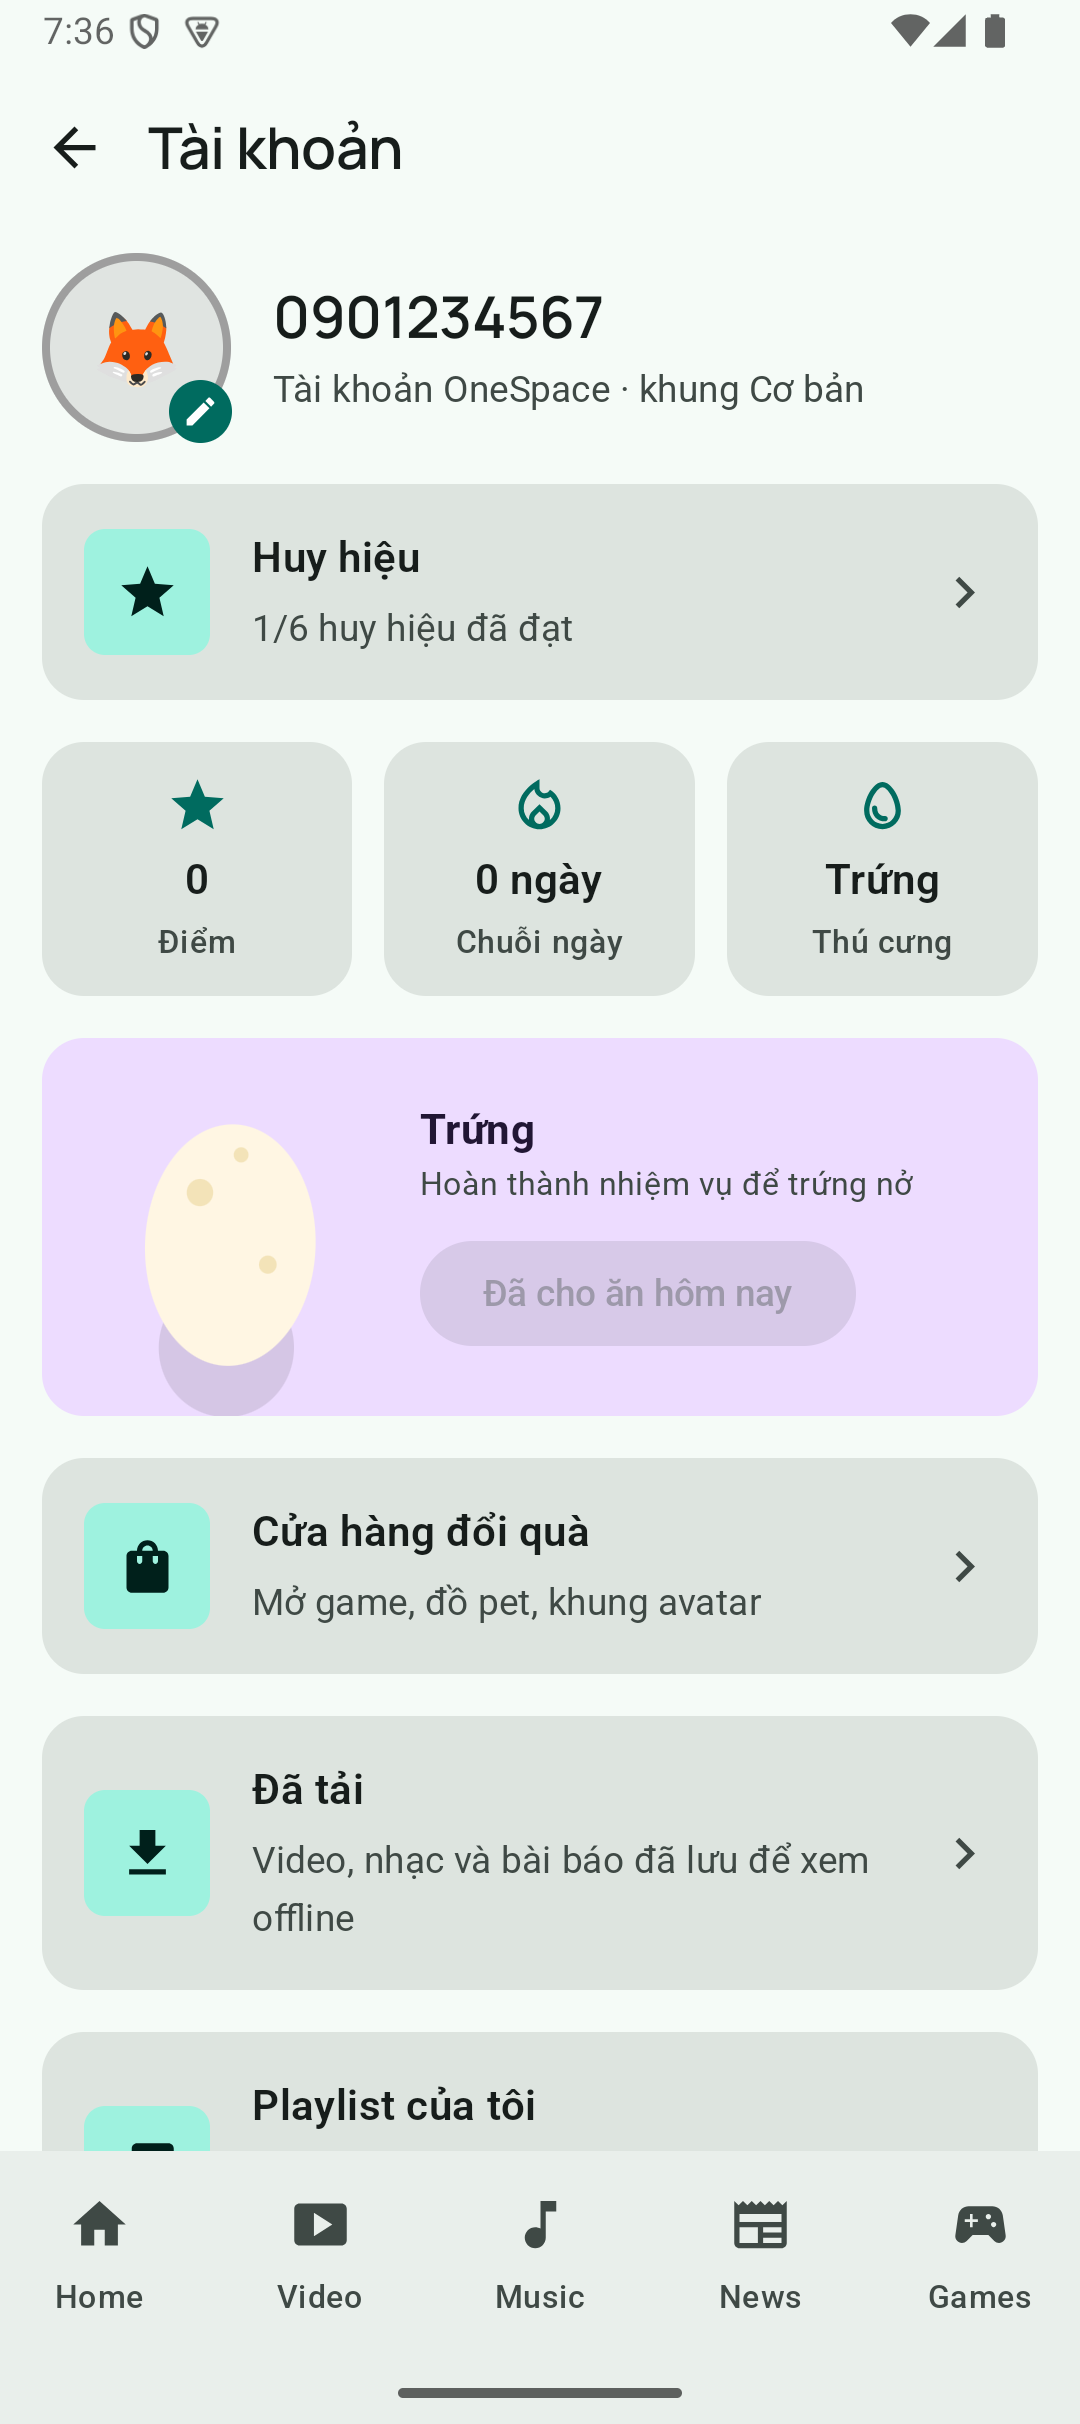 7:36
Tài khoản
0901234567
Tài khoản OneSpace · khung Cơ bản
Huy hiệu
1/6 huy hiệu đã đạt
0
Điểm
0 ngày
Chuỗi ngày
Trứng
Thú cưng
Trứng
Hoàn thành nhiệm vụ để trứng nở
Đã cho ăn hôm nay
Cửa hàng đổi quà
Mở game, đồ pet, khung avatar
Đã tải
Video, nhạc và bài báo đã lưu để xem
offline
Playlist của tôi
Home
Video
Music
News
Games